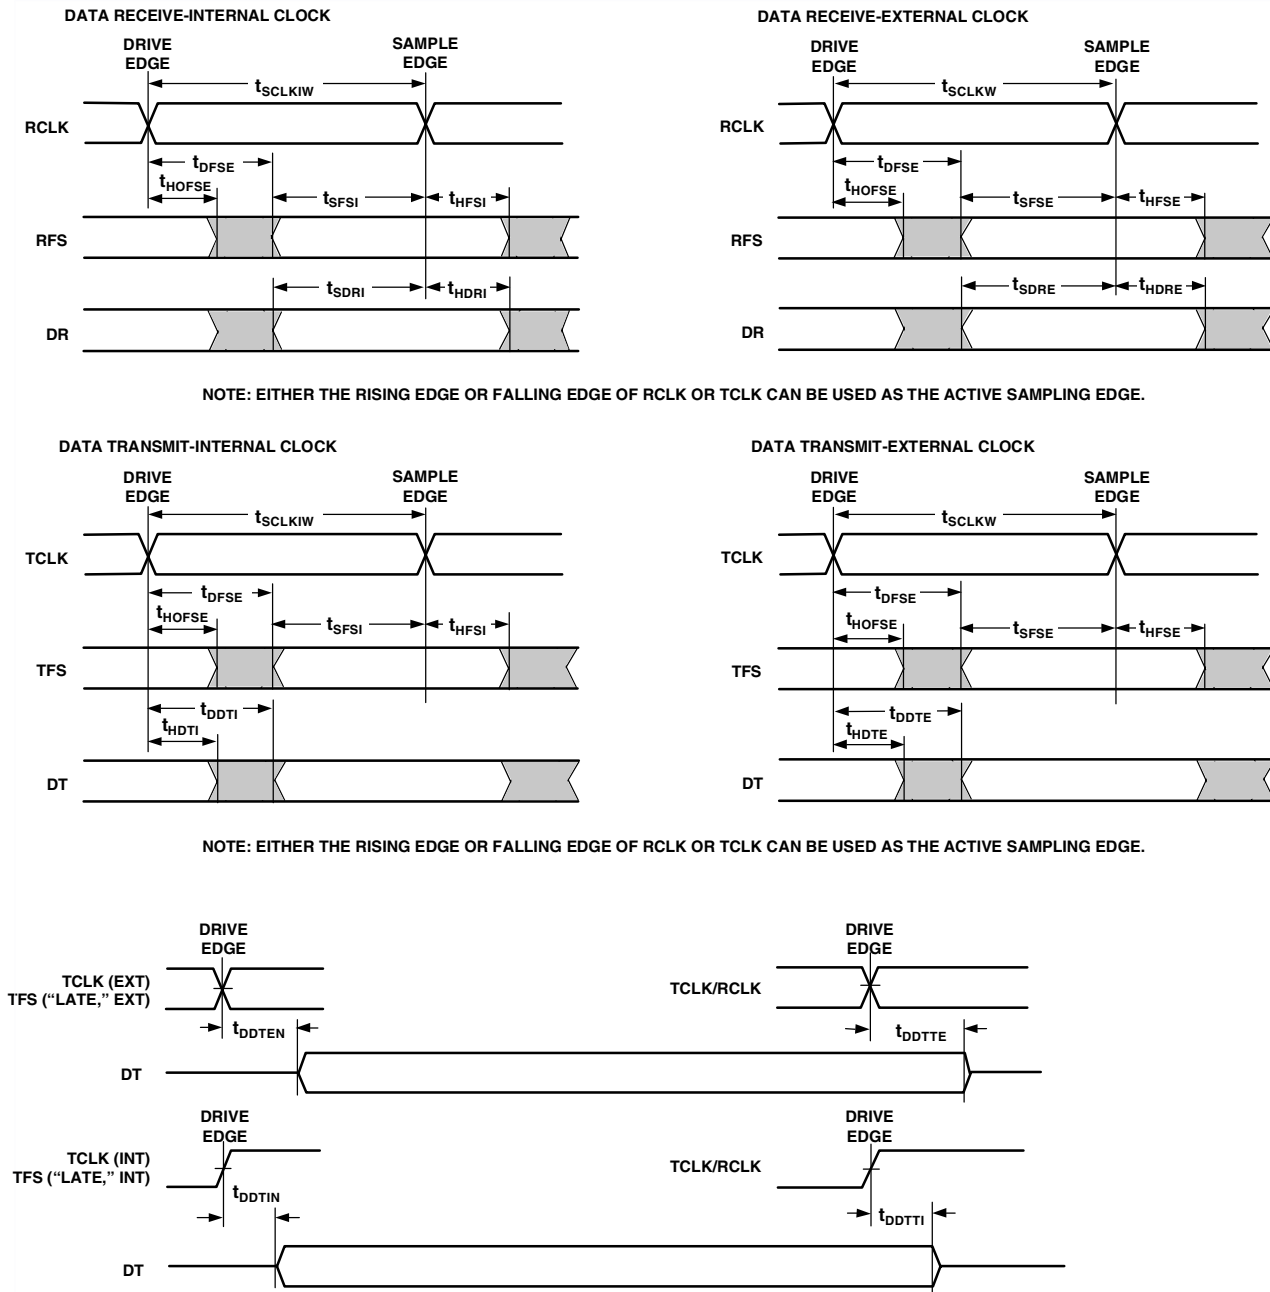 DATA RECEIVE-INTERNAL CLOCK
DRIVE
EDGE
SAMPLE
EDGE
tSCLKIW
RCLK
tDFSE
tHOFSE
tSFSI
tHFSI
RFS
tSDRI
tHDRI
DR
DATA RECEIVE-EXTERNAL CLOCK
DRIVE
EDGE
SAMPLE
EDGE
tSCLKW
RCLK
tDFSE
tHOFSE
tSFSE
tHFSE
RFS
tSDRE
tHDRE
DR
NOTE: EITHER THE RISING EDGE OR FALLING EDGE OF RCLK OR TCLK CAN BE USED AS THE ACTIVE SAMPLING EDGE.
DATA TRANSMIT-INTERNAL CLOCK
DRIVE
EDGE
SAMPLE
EDGE
tSCLKIW
TCLK
tDFSE
tHOFSE
tSFSI
tHFSI
TFS
tDDTI
tHDTI
DT
DATA TRANSMIT-EXTERNAL CLOCK
DRIVE
EDGE
SAMPLE
EDGE
tSCLKW
TCLK
tDFSE
tHOFSE
tSFSE
tHFSE
TFS
tDDTE
tHDTE
DT
NOTE: EITHER THE RISING EDGE OR FALLING EDGE OF RCLK OR TCLK CAN BE USED AS THE ACTIVE SAMPLING EDGE.
DRIVE
EDGE
TCLK (EXT)
TFS (“LATE,” EXT)
tDDTEN
DRIVE
EDGE
TCLK/RCLK
tDDTTE
DT
DRIVE
EDGE
TCLK (INT)
TFS (“LATE,” INT)
tDDTIN
DRIVE
EDGE
TCLK/RCLK
tDDTTI
DT